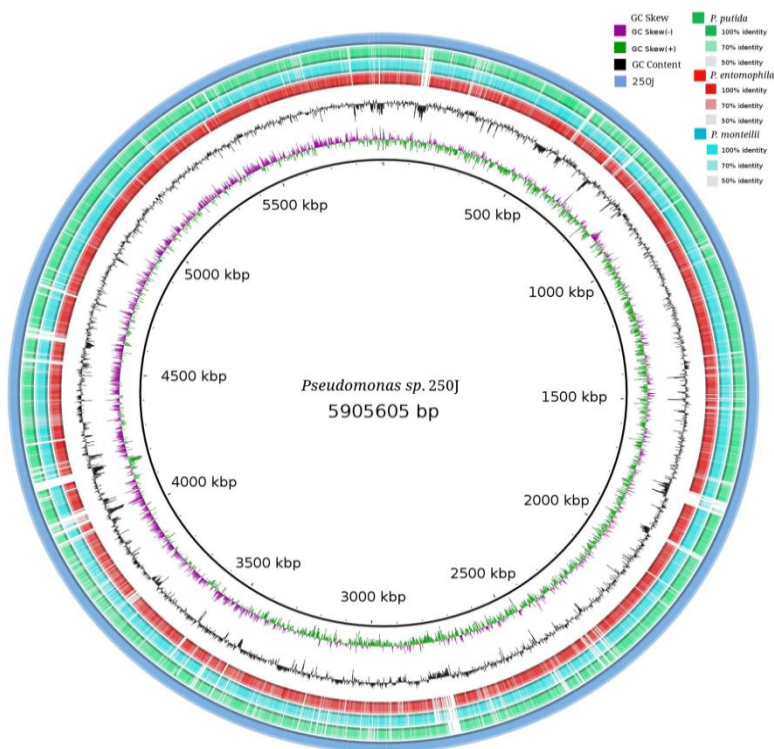 GC Skew
GC Skew(-)
GC Skew(+)
GC Content
250J
P. putida
100% identity
70% identity
50% identity
P. entomophila
100% identity
70% identity
50% identity
P. monteilii
100% identity
70% identity
50% identity
500 kbp
1000 kbp
1500 kbp
2000 kbp
2500 kbp
3000 kbp
3500 kbp
4000 kbp
4500 kbp
5000 kbp
5500 kbp
Pseudomonas sp. 250J
5905605 bp